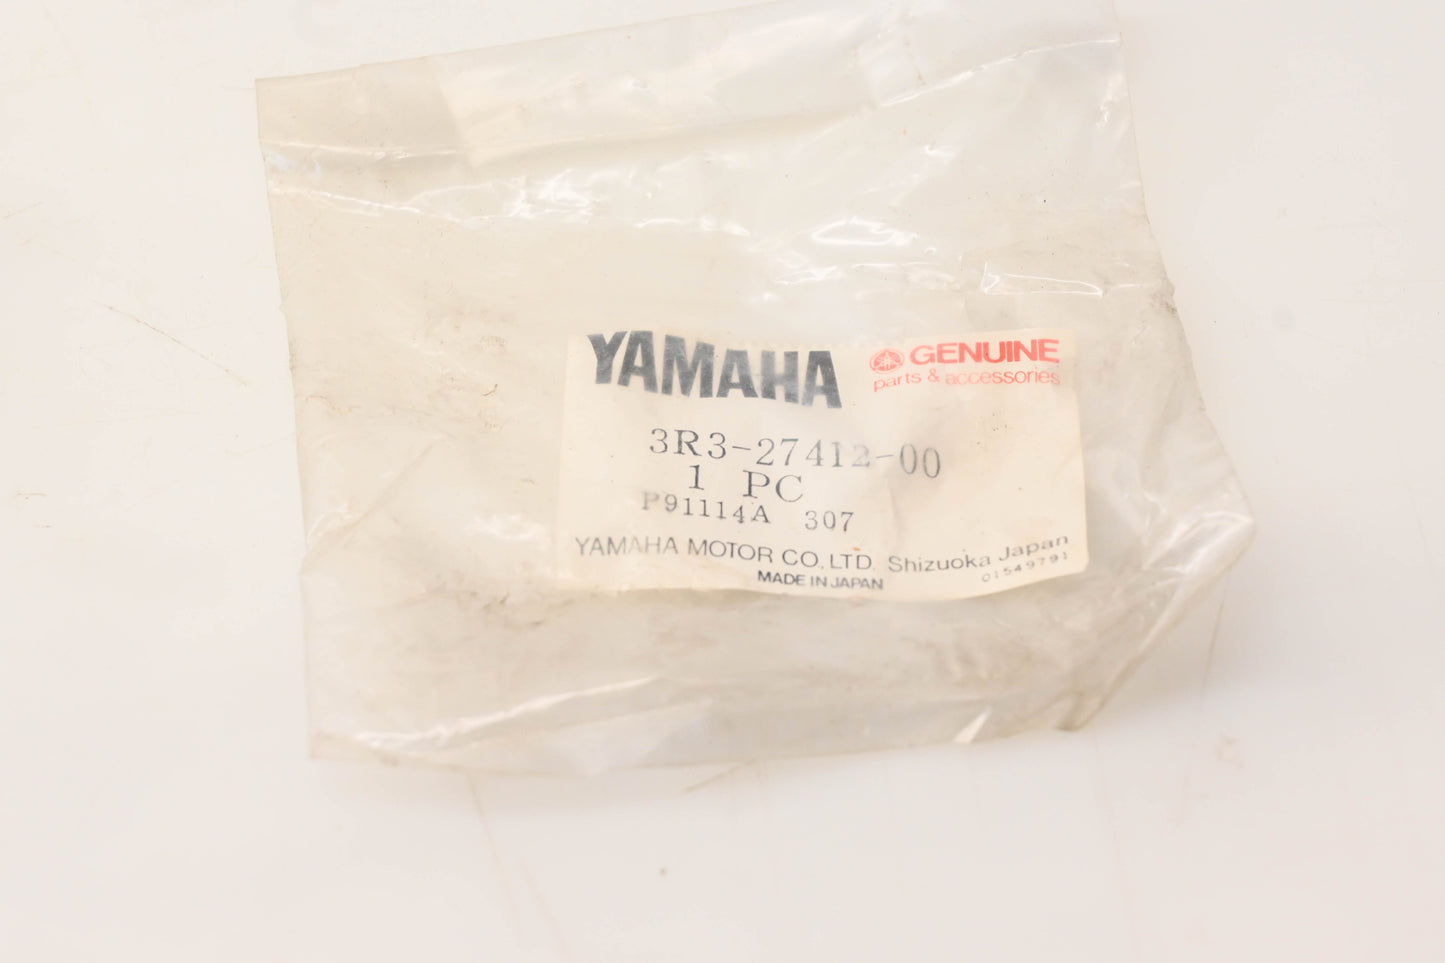 YAMAHA
GENUINE
parts & accessories
3R3-27412-00
1 PC
P91114A 307
YAMAHA MOTOR CO., LTD. Shizuoka Japan
MADE IN JAPAN
01549791